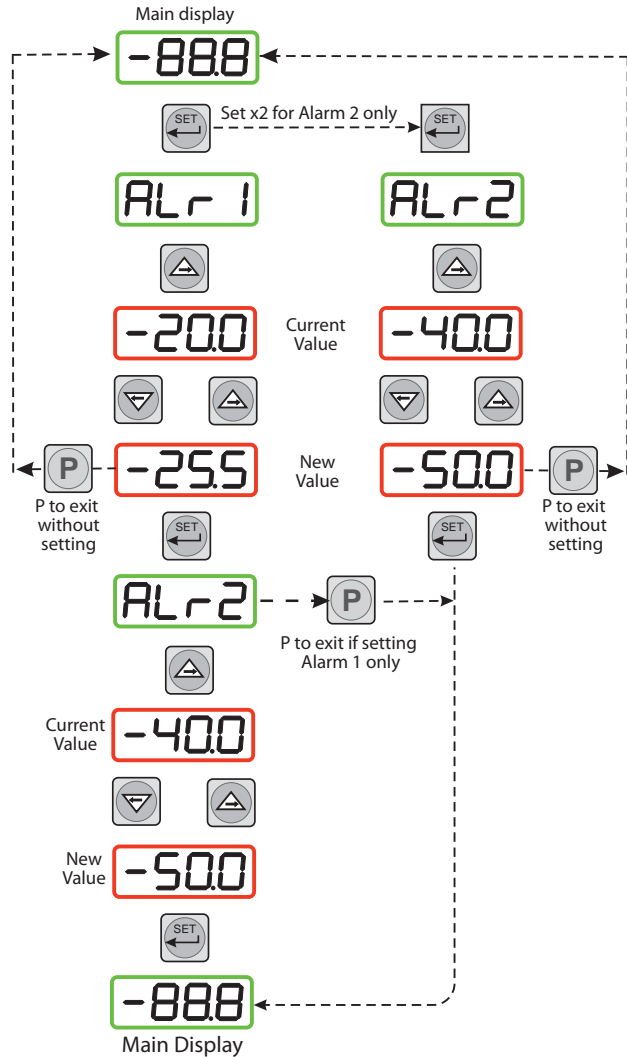 Main display
-88.8
SET Set x2 for Alarm 2 only SET
ALr 1 ALr2
-20.0 Current Value -40.0
-25.5 New Value -50.0
P P
P to exit
without
setting
P to exit
without
setting
SET SET
ALr2 P
P to exit if setting
Alarm 1 only
Current
Value
-40.0
New
Value
-50.0
SET
-88.8
Main Display